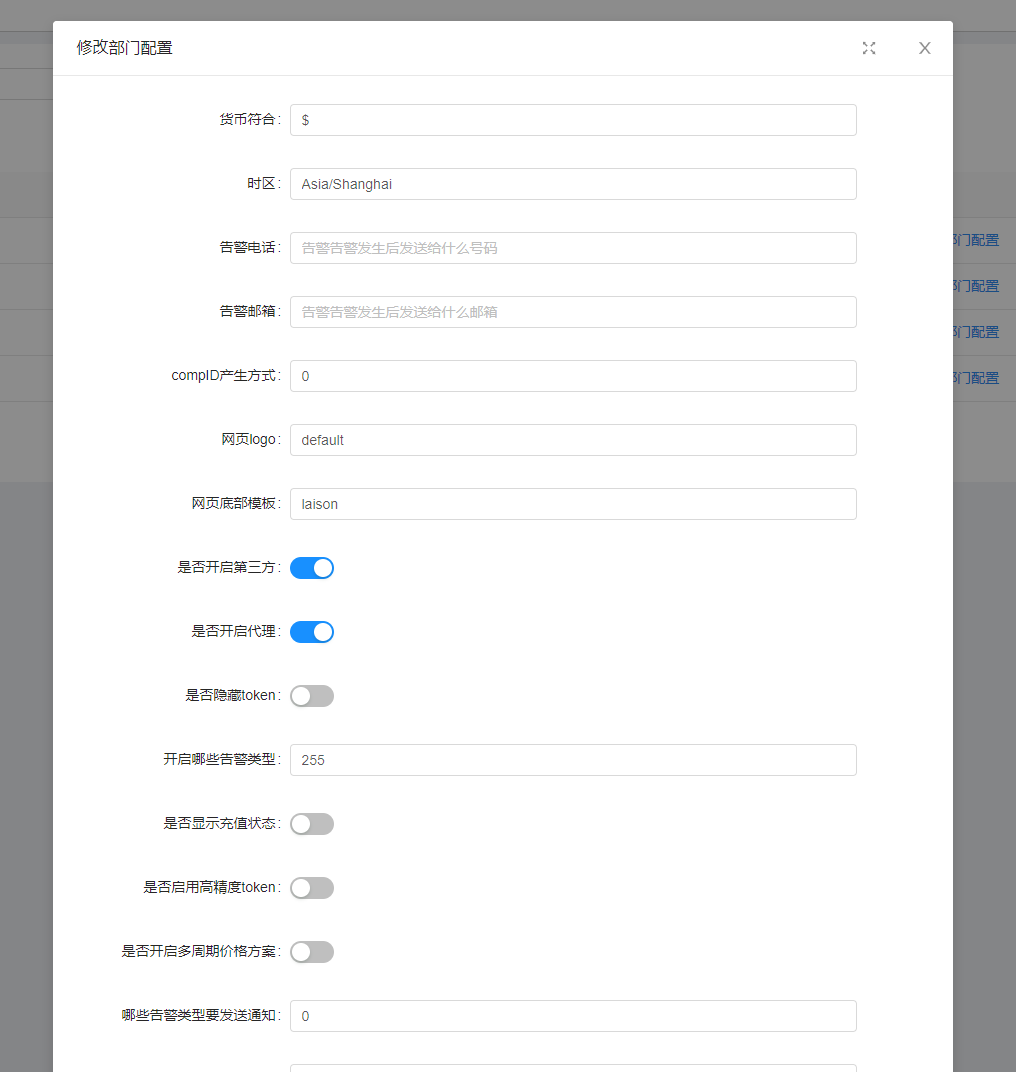 修改部门配置
货币符合:
$
时区:
Asia/Shanghai
告警电话:
告警告警发生后发送给什么号码
部门配置
告警邮箱:
告警告警发生后发送给什么邮箱
部门配置
部门配置
compID产生方式:
0
部门配置
网页logo:
default
网页底部模板:
laison
是否开启第三方:
是否开启代理:
是否隐藏token:
开启哪些告警类型:
255
是否显示充值状态:
是否启用高精度token:
是否开启多周期价格方案:
哪些告警类型要发送通知:
0